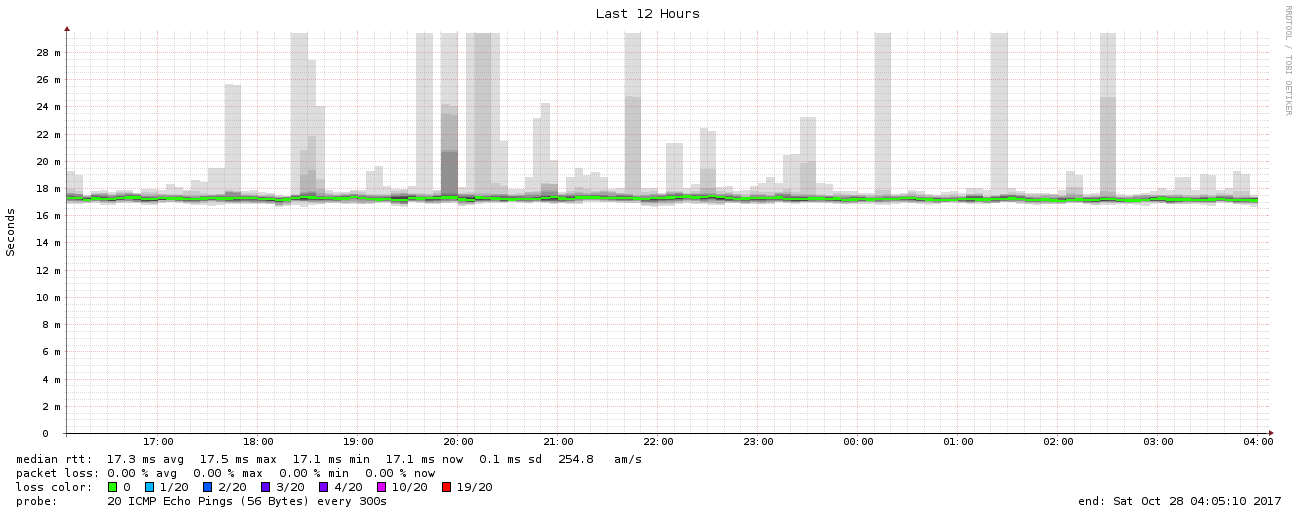 Last 12 Hours
RRDTOOL / TOBI OETIKER
Seconds
28 m
26 m
24 m
22 m
20 m
18 m
16 m
14 m
12 m
10 m
8 m
6 m
4 m
2 m
0
17:00 18:00 19:00 20:00 21:00 22:00 23:00 00:00 01:00 02:00 03:00 04:00
median rtt: 17.3 ms avg 17.5 ms max 17.1 ms min 17.1 ms now 0.1 ms sd 254.8 am/s
packet loss: 0.00 % avg 0.00 % max 0.00 % min 0.00 % now
loss color: 0 1/20 2/20 3/20 4/20 10/20 19/20
probe: 20 ICMP Echo Pings (56 Bytes) every 300s end: Sat Oct 28 04:05:10 2017